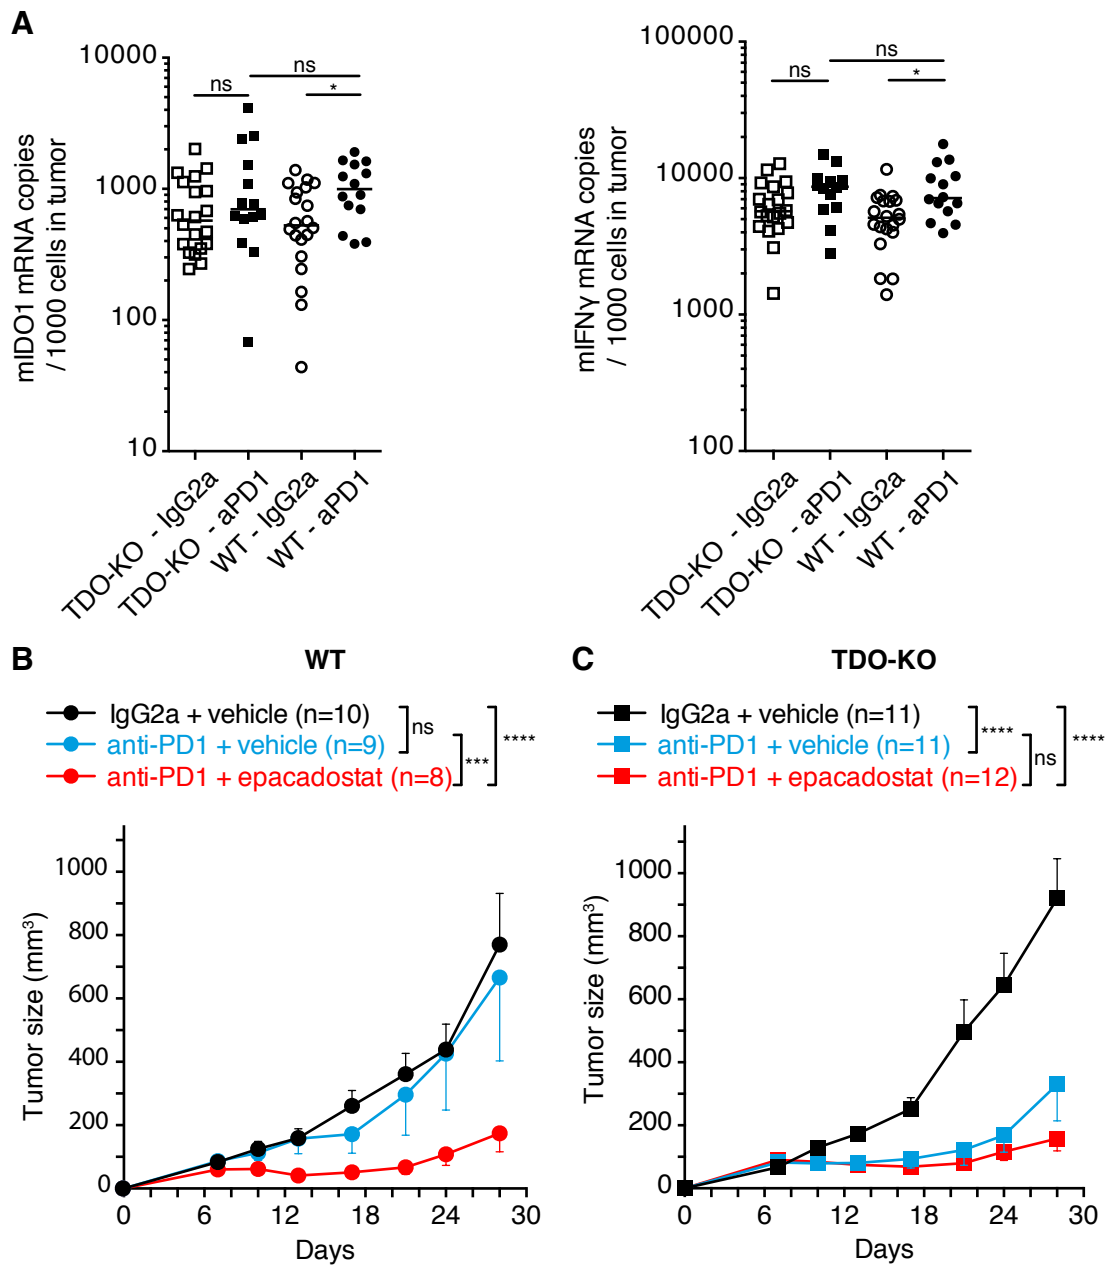 A
mIDO1 mRNA copies
/ 1000 cells in tumor
10000
1000
100
10
ns
ns
*
TDO-KO - IgG2a
TDO-KO - aPD1
WT - IgG2a
WT - aPD1
mIFNγ mRNA copies
/ 1000 cells in tumor
100000
10000
1000
100
ns
ns
*
TDO-KO - IgG2a
TDO-KO - aPD1
WT - IgG2a
WT - aPD1
B
WT
IgG2a + vehicle (n=10)
anti-PD1 + vehicle (n=9)
anti-PD1 + epacadostat (n=8)
ns
***
****
Tumor size (mm³)
1000
800
600
400
200
0
0 6 12 18 24 30
Days
C
TDO-KO
IgG2a + vehicle (n=11)
anti-PD1 + vehicle (n=11)
anti-PD1 + epacadostat (n=12)
****
ns
****
Tumor size (mm³)
1000
800
600
400
200
0
0 6 12 18 24 30
Days